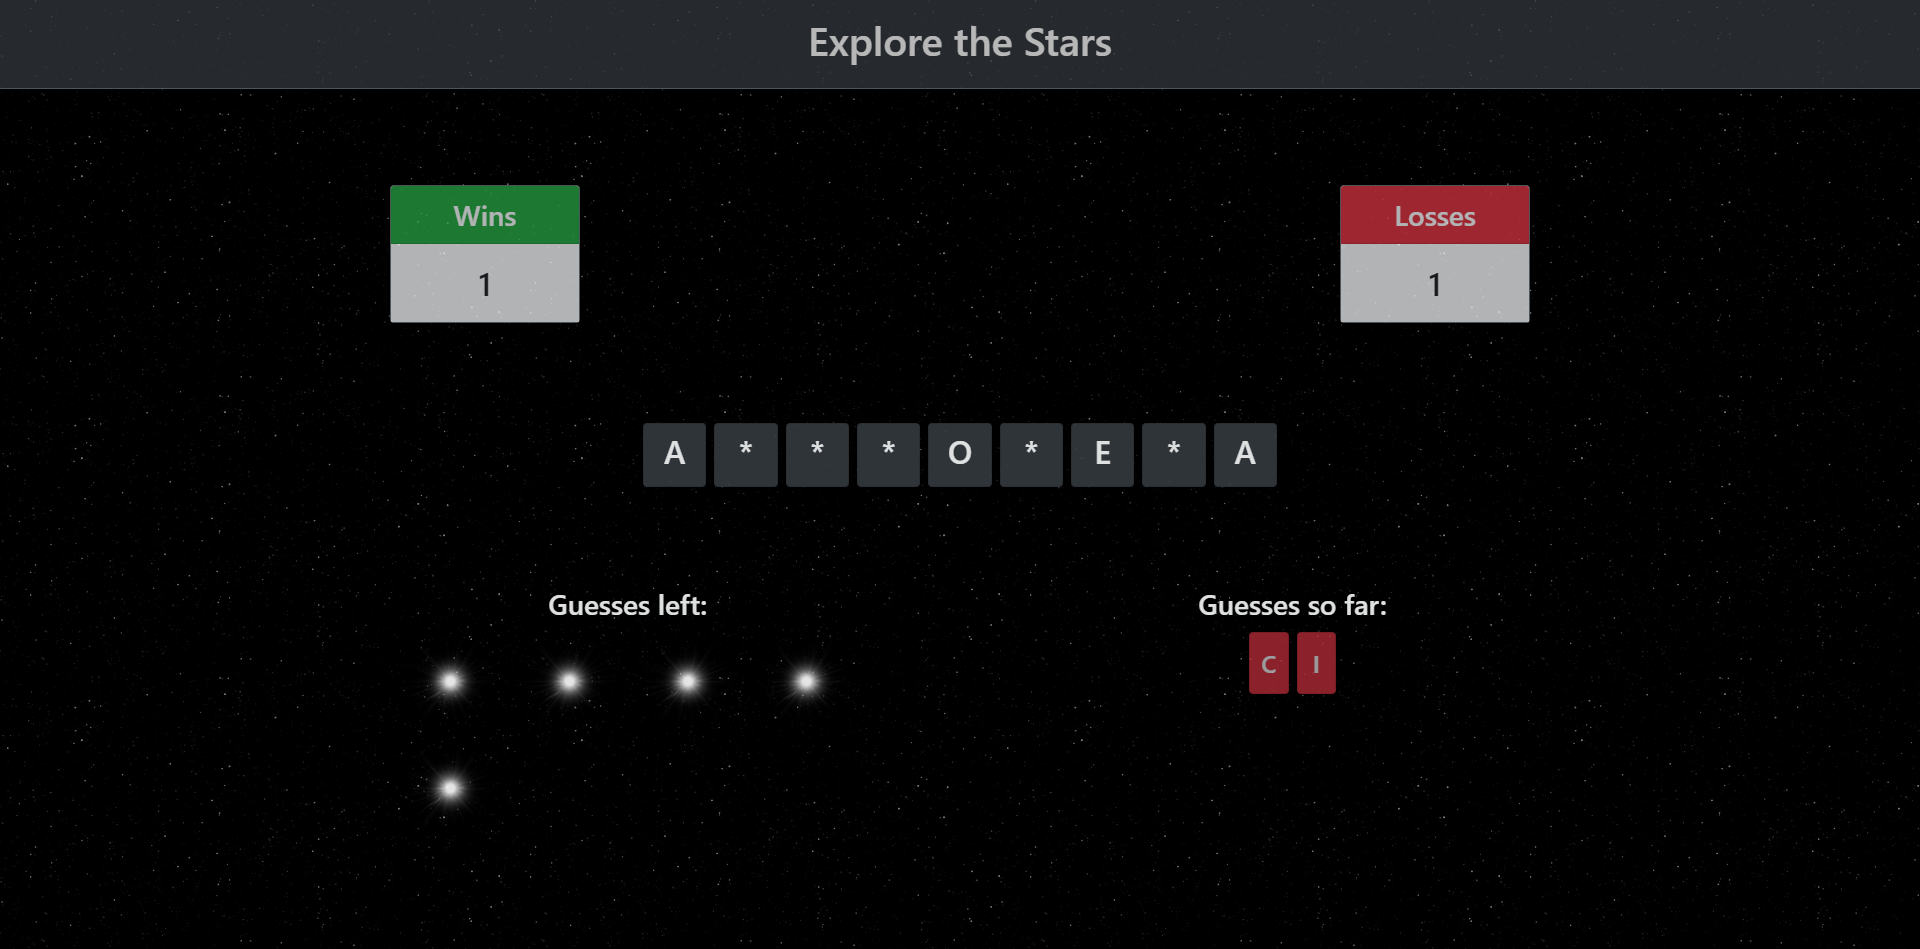 Explore the Stars
Wins
Losses
1
1
A * * * O * E * A
Guesses left:
Guesses so far:
C I